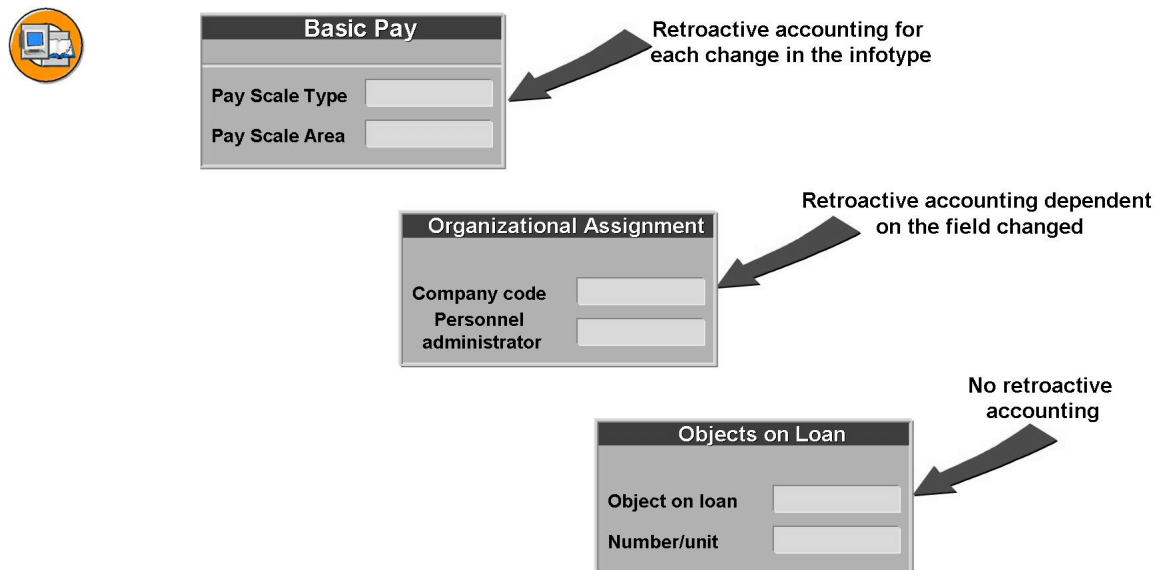 Basic Pay
Retroactive accounting for
each change in the infotype
Pay Scale Type
Pay Scale Area
Retroactive accounting dependent
on the field changed
Organizational Assignment
Company code
Personnel
administrator
No retroactive
accounting
Objects on Loan
Object on loan
Number/unit